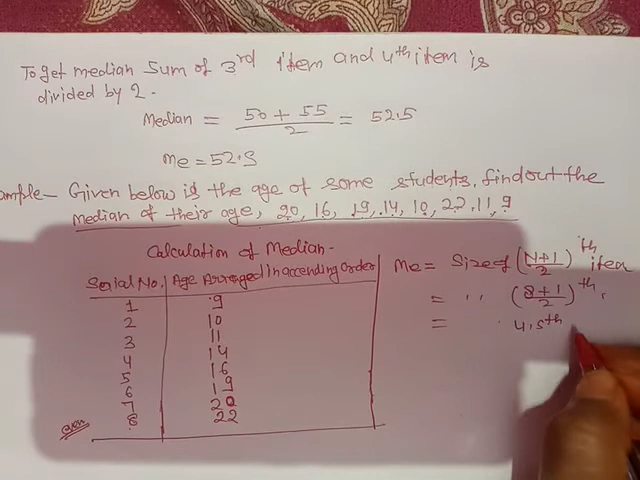 To get median Sum of 3rd item and 4th item is
divided by 2.
Median = 50 + 55 / 2 = 52.5
Me = 52.5
ample- Given below is the age of some students, find out the
Median of their age, 20, 16, 19, 14, 10, 22, 11, 9
Calculation of Median-
Serial No. Age Arranged in accending order
1 9
2 10
3 11
4 14
5 16
6 19
7 20
8 22
Me = Size of (N+1 / 2)th item
= " (8+1 / 2)th.
= 4.5th